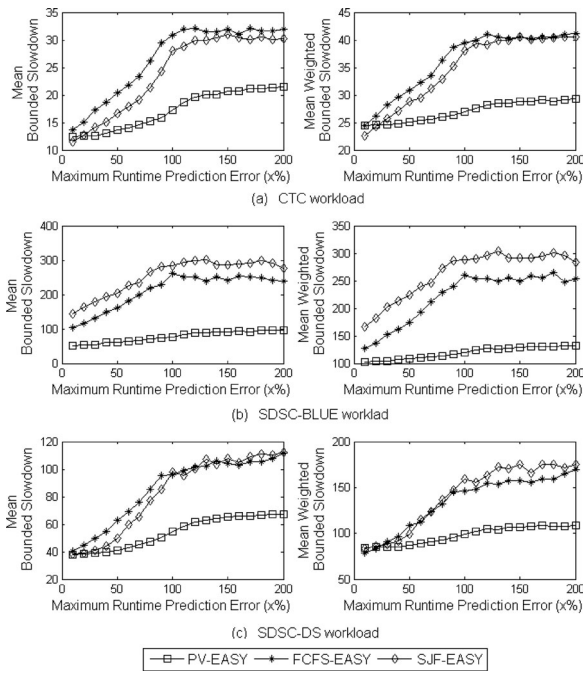 40
35
30
25
20
15
10
0 50 100 150 200
Mean
Bounded Slowdown
Maximum Runtime Prediction Error (x%)
45
40
35
30
25
20
0 50 100 150 200
Mean Weighted
Bounded Slowdown
Maximum Runtime Prediction Error (x%)
(a) CTC workload
400
300
200
100
0
0 50 100 150 200
Mean
Bounded Slowdown
Maximum Runtime Prediction Error (x%)
350
300
250
200
150
100
0 50 100 150 200
Mean Weighted
Bounded Slowdown
Maximum Runtime Prediction Error (x%)
(b) SDSC-BLUE worklad
120
100
80
60
40
20
0 50 100 150 200
Mean
Bounded Slowdown
Maximum Runtime Prediction Error (x%)
200
150
100
50
0 50 100 150 200
Mean Weighted
Bounded Slowdown
Maximum Runtime Prediction Error (x%)
(c) SDSC-DS workload
PV-EASY FCFS-EASY SJF-EASY